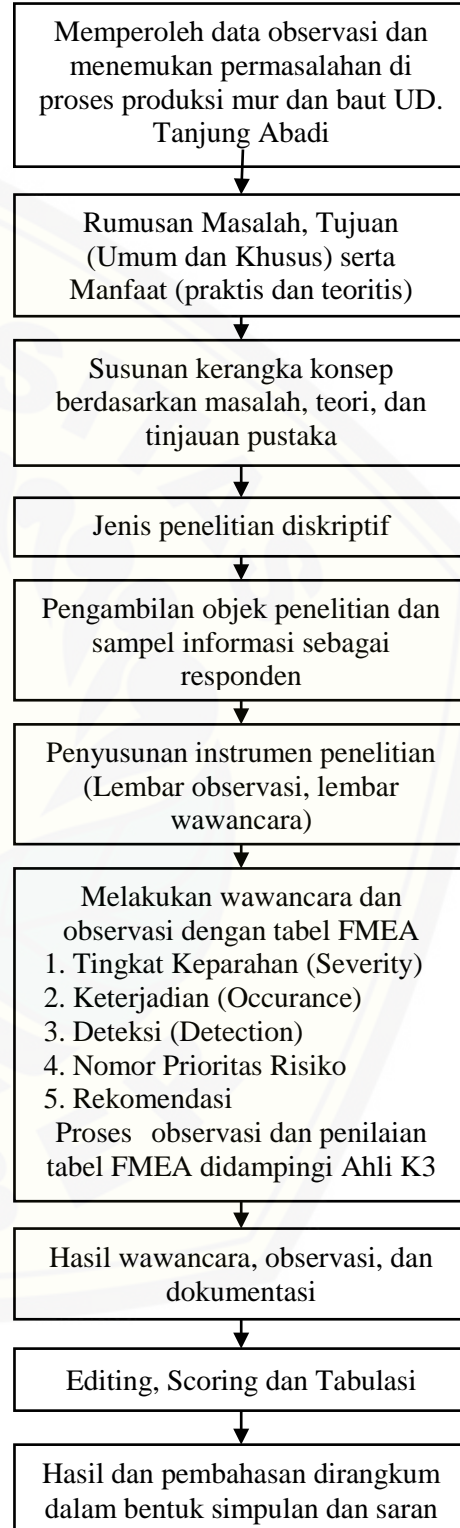 Memperoleh data observasi dan
menemukan permasalahan di
proses produksi mur dan baut UD.
Tanjung Abadi
Rumusan Masalah, Tujuan
(Umum dan Khusus) serta
Manfaat (praktis dan teoritis)
Susunan kerangka konsep
berdasarkan masalah, teori, dan
tinjauan pustaka
Jenis penelitian diskriptif
Pengambilan objek penelitian dan
sampel informasi sebagai
responden
Penyusunan instrumen penelitian
(Lembar observasi, lembar
wawancara)
Melakukan wawancara dan
observasi dengan tabel FMEA
1. Tingkat Keparahan (Severity)
2. Keterjadian (Occurance)
3. Deteksi (Detection)
4. Nomor Prioritas Risiko
5. Rekomendasi
Proses observasi dan penilaian
tabel FMEA didampingi Ahli K3
Hasil wawancara, observasi, dan
dokumentasi
Editing, Scoring dan Tabulasi
Hasil dan pembahasan dirangkum
dalam bentuk simpulan dan saran